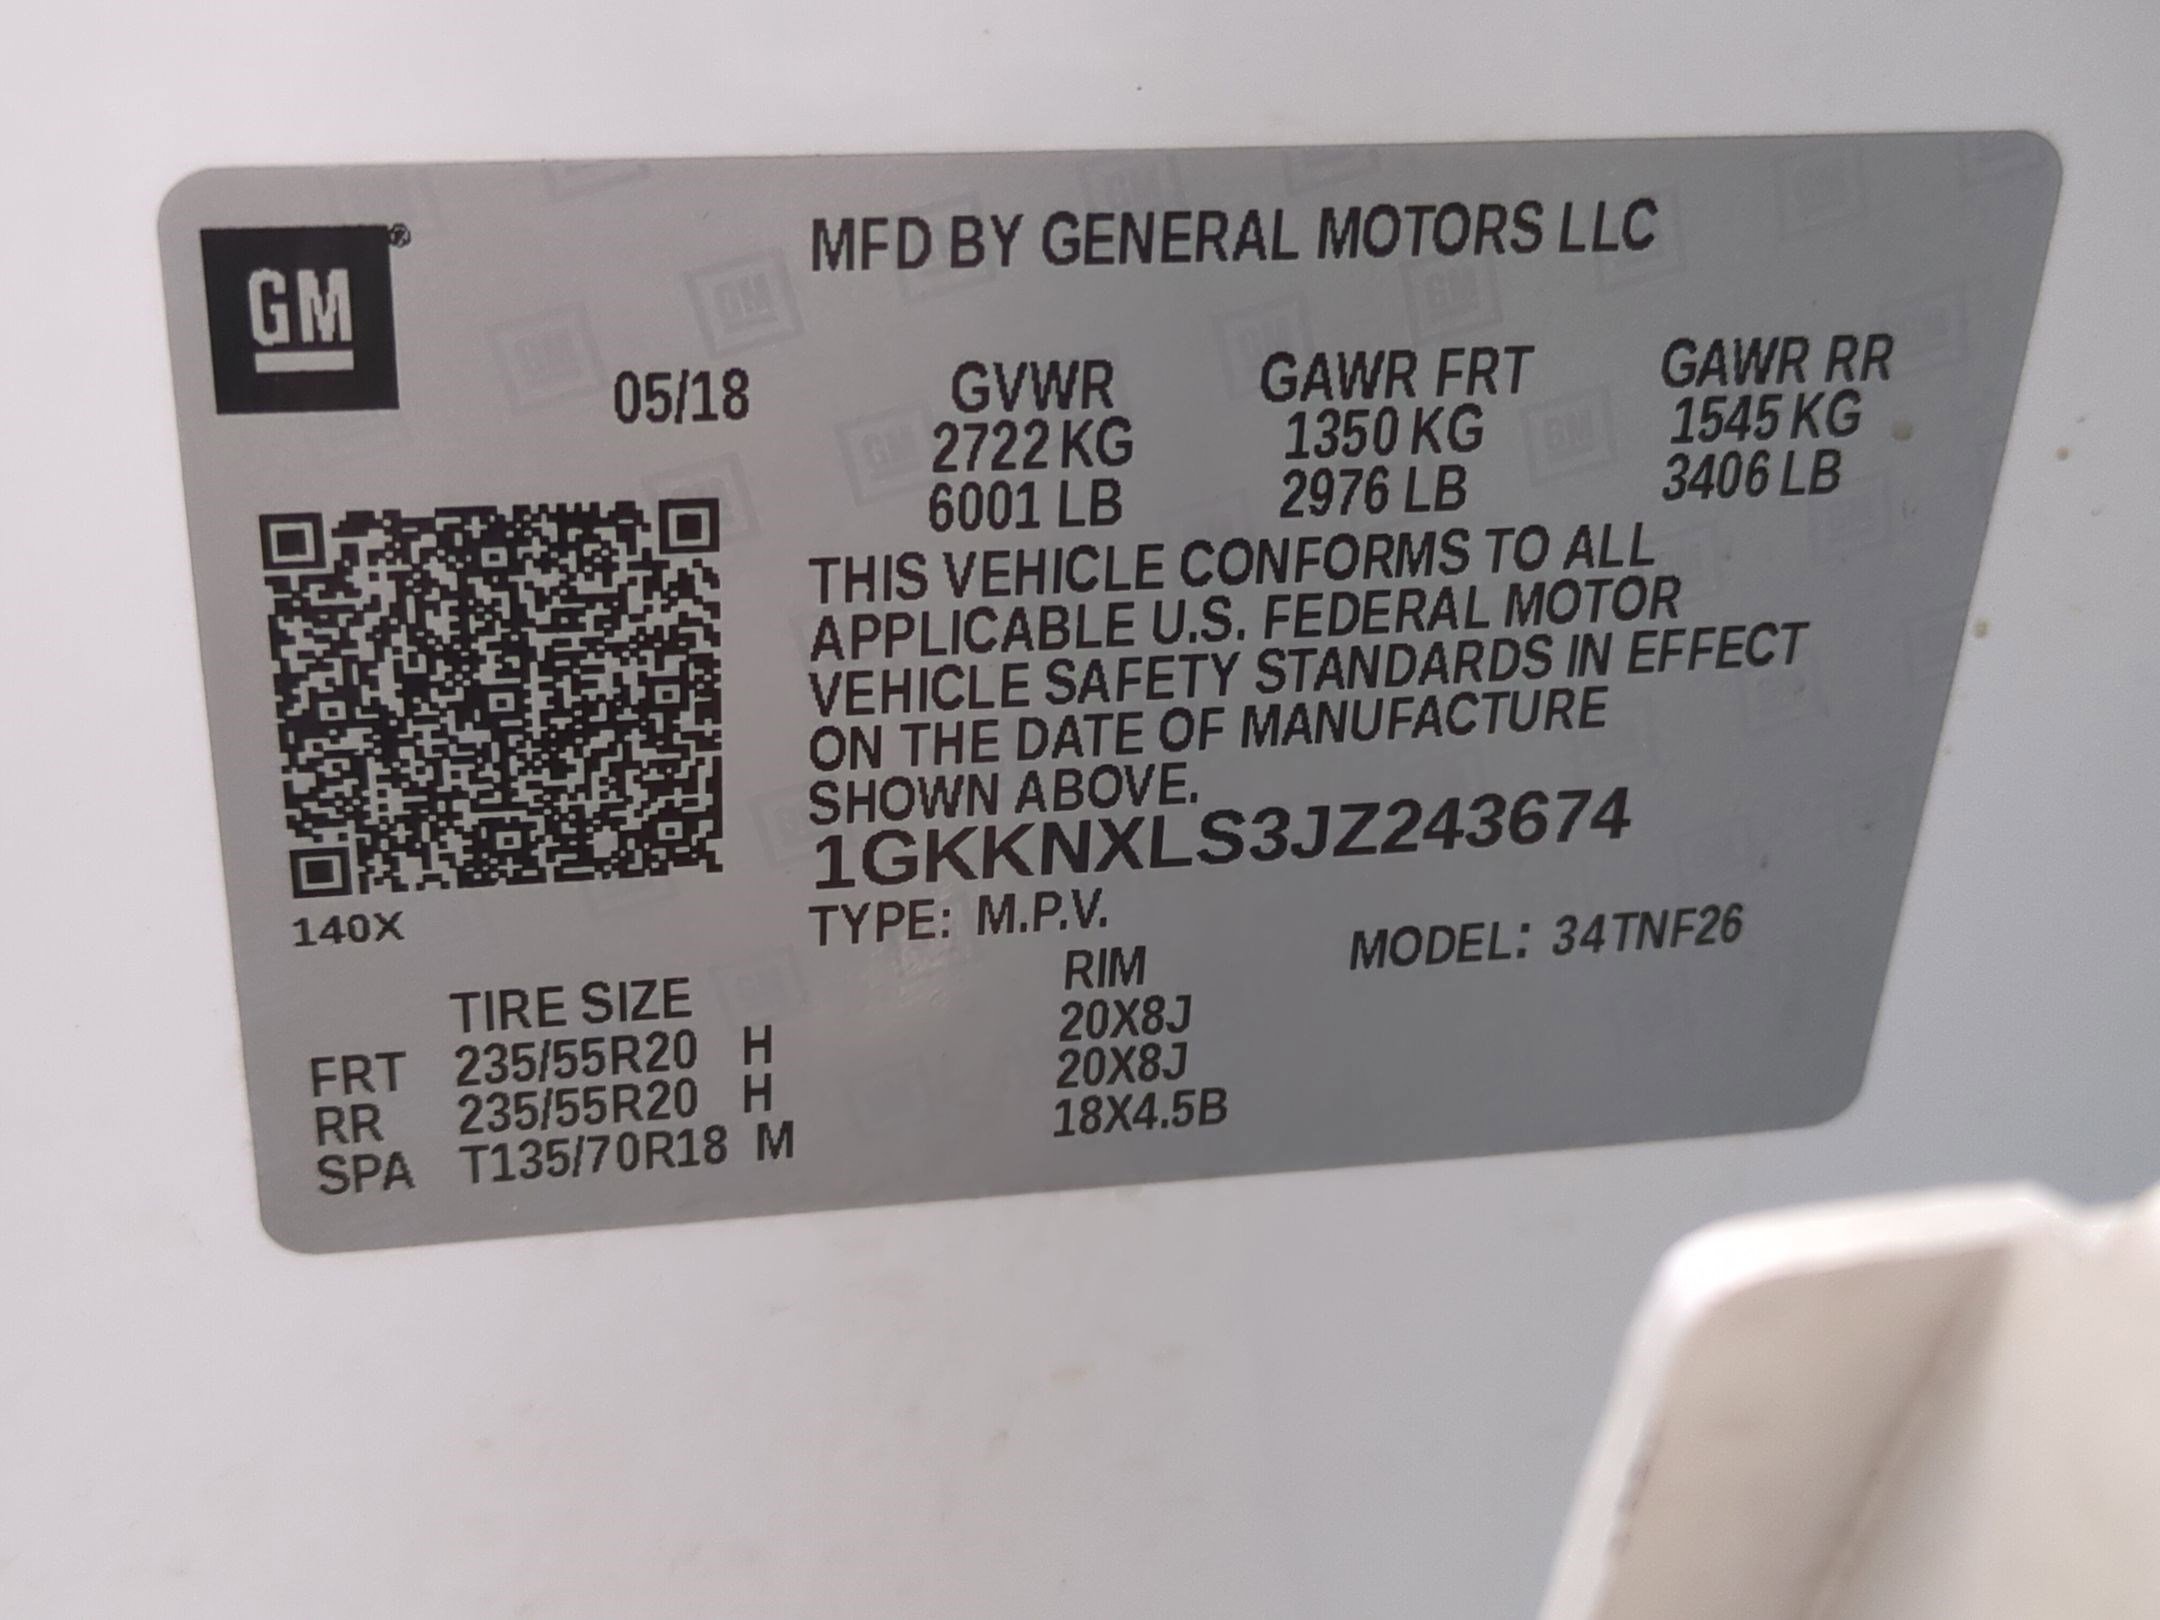 GM®
MFD BY GENERAL MOTORS LLC
05/18
GVWR GAWR FRT GAWR RR
2722 KG 1350 KG 1545 KG
6001 LB 2976 LB 3406 LB
THIS VEHICLE CONFORMS TO ALL
APPLICABLE U.S. FEDERAL MOTOR
VEHICLE SAFETY STANDARDS IN EFFECT
ON THE DATE OF MANUFACTURE
SHOWN ABOVE.
1GKKNXLS3JZ243674
140X
TYPE: M.P.V. MODEL: 34TNF26
TIRE SIZE RIM
FRT 235/55R20 H 20X8J
RR 235/55R20 H 20X8J
SPA T135/70R18 M 18X4.5B